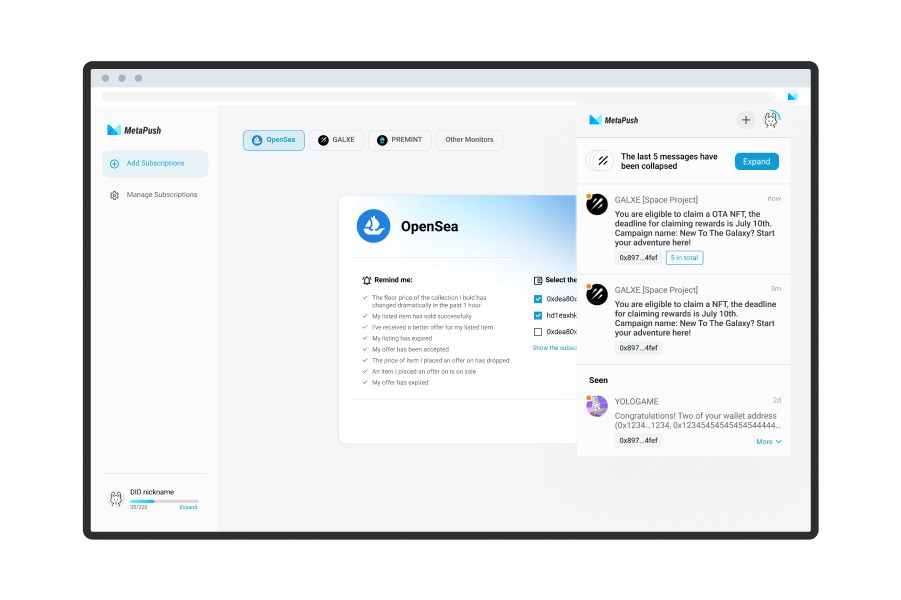 MetaPush
Add Subscriptions
Manage Subscriptions
DID nickname
35/220 Expand
OpenSea
GALXE
PREMINT
Other Monitors
OpenSea
Remind me:
The floor price of the collection I hold has
changed dramatically in the past 1 hour
My listed item has sold successfully
I've received a better offer for my listed item
My listing has expired
My offer has been accepted
The price of item I placed an offer on has dropped
An item I placed an offer on is on sale
My offer has expired
Select the
0xdea80x
hd1eaxhk
0xdea80x
Show the subsc
MetaPush
The last 5 messages have
been collapsed
Expand
GALXE [Space Project] now
You are eligible to claim a OTA NFT, the
deadline for claiming rewards is July 10th.
Campaign name: New To The Galaxy? Start
your adventure here!
0x897...4fef 5 in total
GALXE [Space Project] 3m
You are eligible to claim a NFT, the deadline
for claiming rewards is July 10th.
Campaign name: New To The Galaxy? Start
your adventure here!
0x897...4fef
Seen
YOLOGAME 2d
Congratulations! Two of your wallet address
(0x1234...1234, 0x12345454545454544444...
0x897...4fef
More